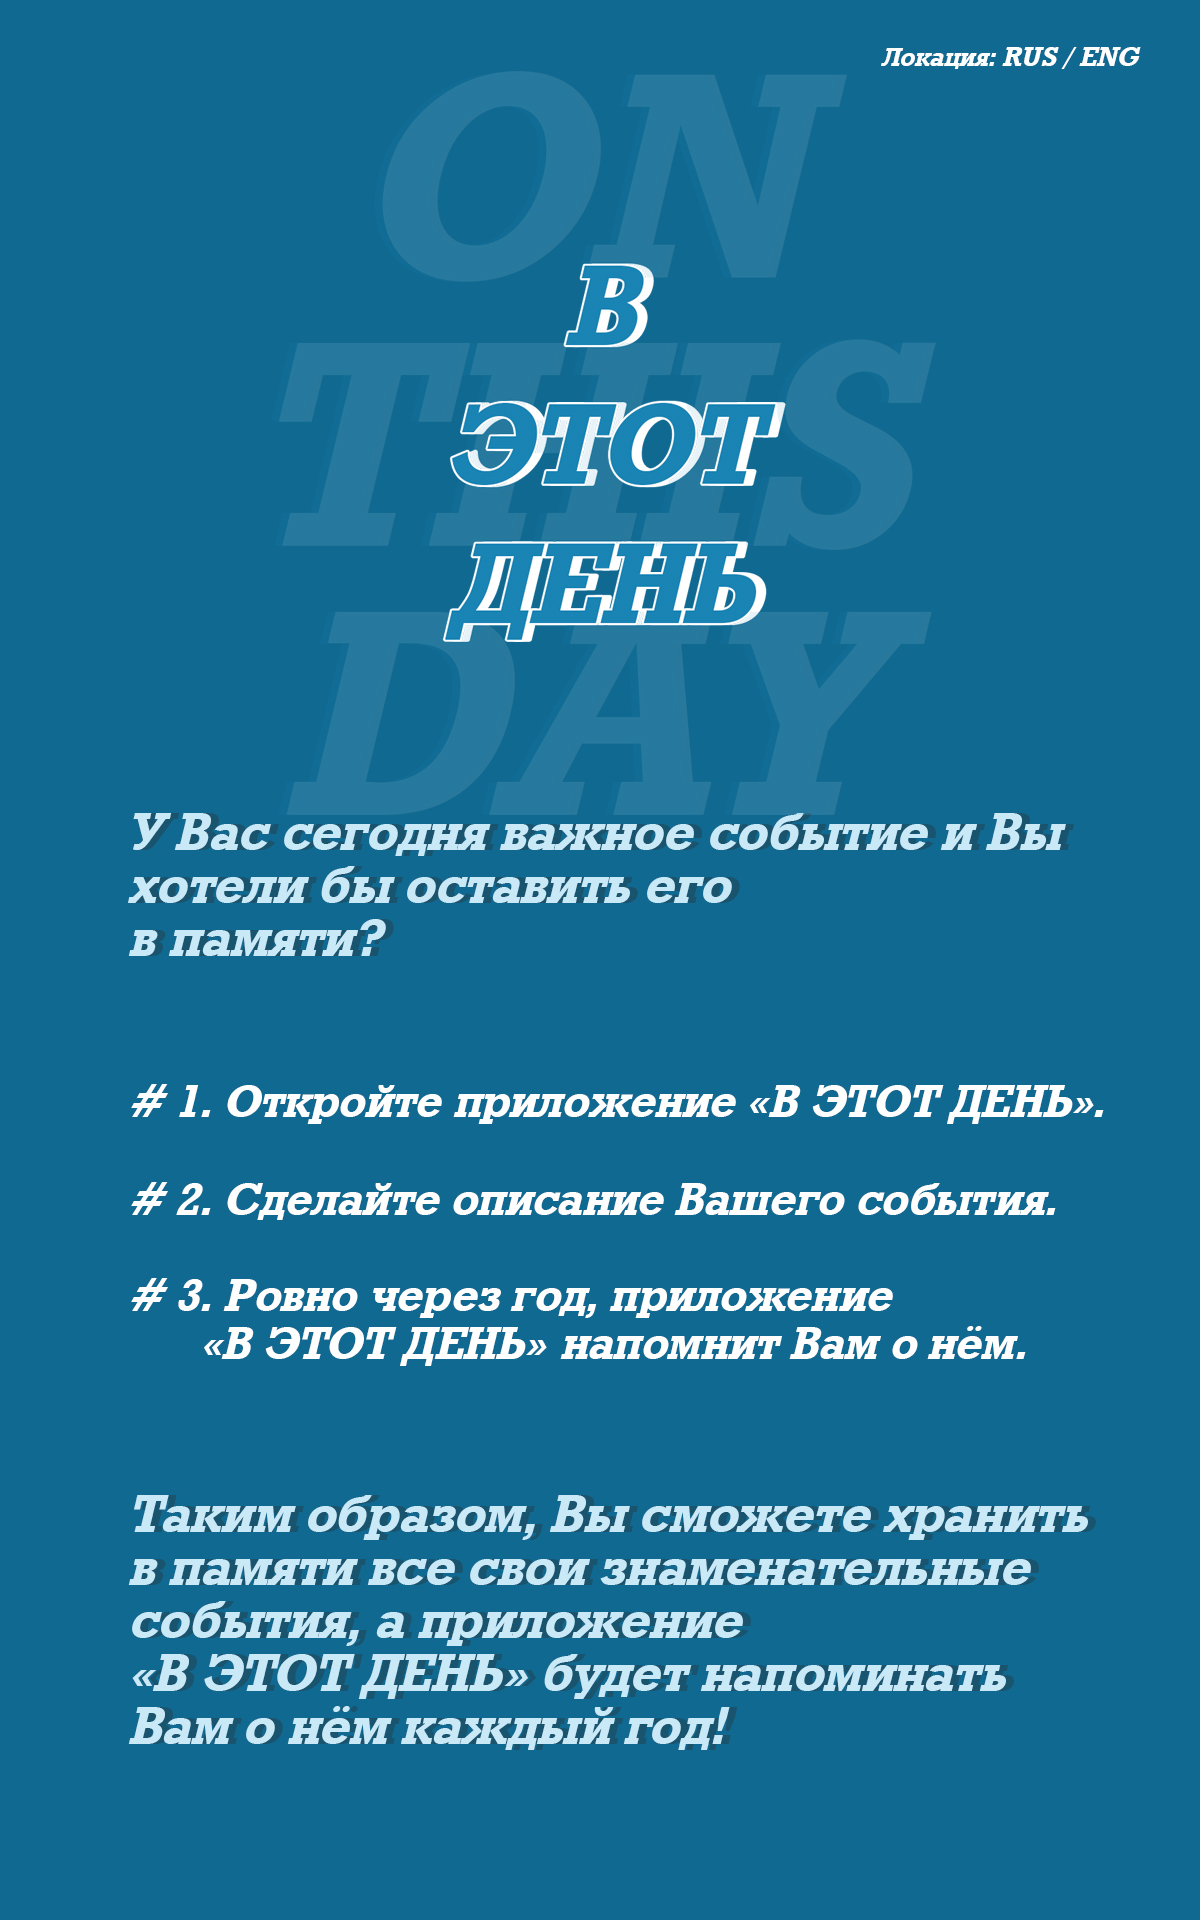 Локация: RUS / ENG
ON
THIS
DAY
В
ЭТОТ
ДЕНЬ
У Вас сегодня важное событие и Вы
хотели бы оставить его
в памяти?
# 1. Откройте приложение «В ЭТОТ ДЕНЬ».
# 2. Сделайте описание Вашего события.
# 3. Ровно через год, приложение
«В ЭТОТ ДЕНЬ» напомнит Вам о нём.
Таким образом, Вы сможете хранить
в памяти все свои знаменательные
события, а приложение
«В ЭТОТ ДЕНЬ» будет напоминать
Вам о нём каждый год!